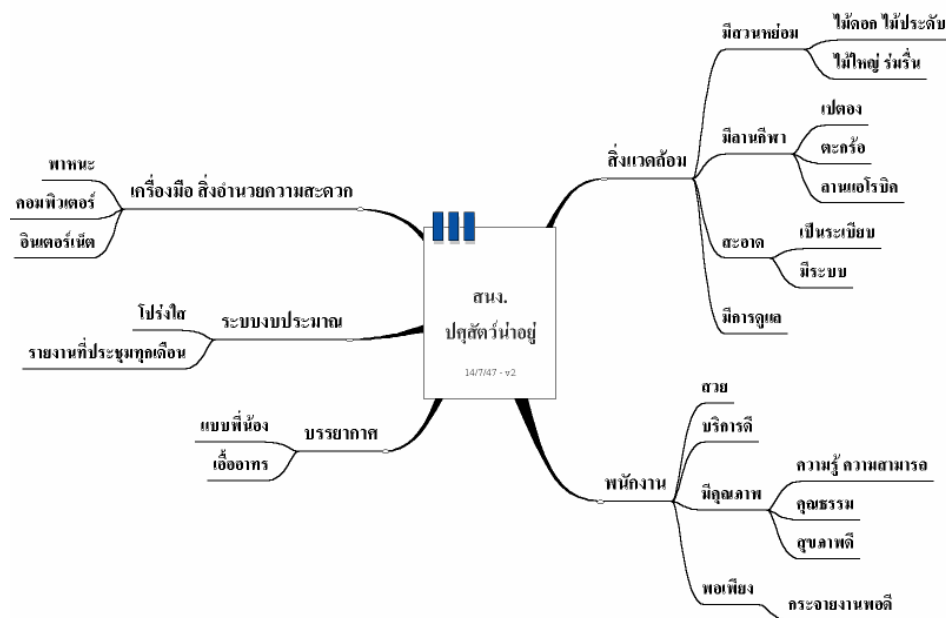 สนง.
ปศุสัตว์น่าอยู่
14/7/47 - v2
สิ่งแวดล้อม
มีสวนหย่อม
ไม้ดอก ไม้ประดับ
ไม้ใหญ่ ร่มรื่น
มีลานกีฬา
เปตอง
ตะกร้อ
ลานแอโรบิค
สะอาด
เป็นระเบียบ
มีระบบ
มีการดูแล
พนักงาน
สวย
บริการดี
มีคุณภาพ
ความรู้ ความสามารถ
คุณธรรม
สุขภาพดี
พอเพียง
กระจายงานพอดี
เครื่องมือ สิ่งอำนวยความสะดวก
พาหนะ
คอมพิวเตอร์
อินเตอร์เน็ต
ระบบงบประมาณ
โปร่งใส
รายงานที่ประชุมทุกเดือน
บรรยากาศ
แบบพี่น้อง
เอื้ออาทร